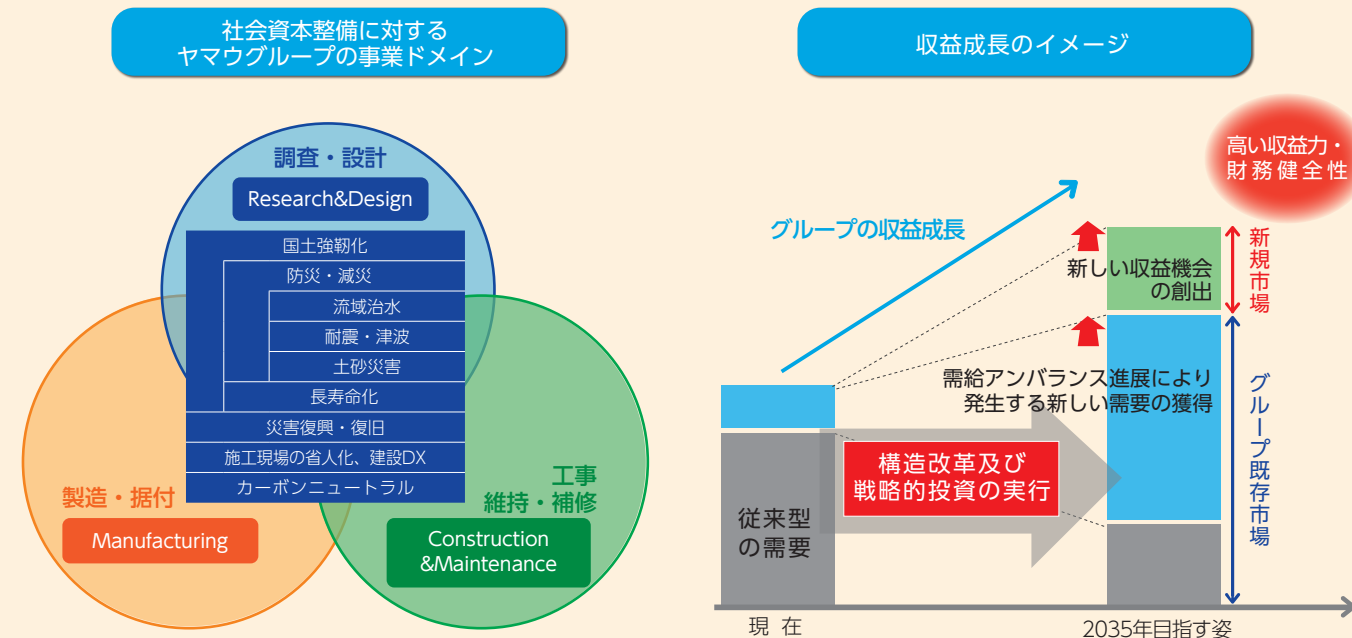 社会資本整備に対する
ヤマウグループの事業ドメイン
調査・設計
Research&Design
国土強靭化
防災・減災
流域治水
耐震・津波
土砂災害
長寿命化
災害復興・復旧
施工現場の省人化、建設DX
カーボンニュートラル
製造・据付
Manufacturing
工事
維持・補修
Construction
&Maintenance
収益成長のイメージ
高い収益力・
財務健全性
グループの収益成長
新しい収益機会
の創出
新規市場
需給アンバランス進展により
発生する新しい需要の獲得
グループ既存市場
構造改革及び
戦略的投資の実行
従来型
の需要
現在
2035年目指す姿